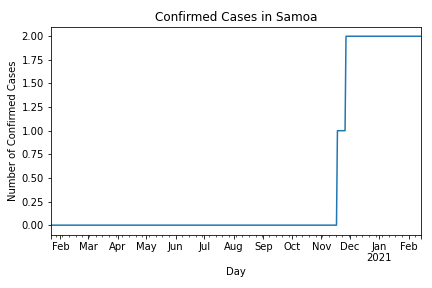 Confirmed Cases in Samoa
2.00
1.75
1.50
1.25
1.00
0.75
0.50
0.25
0.00
Number of Confirmed Cases
Feb Mar Apr May Jun Jul Aug Sep Oct Nov Dec Jan Feb
2021
Day